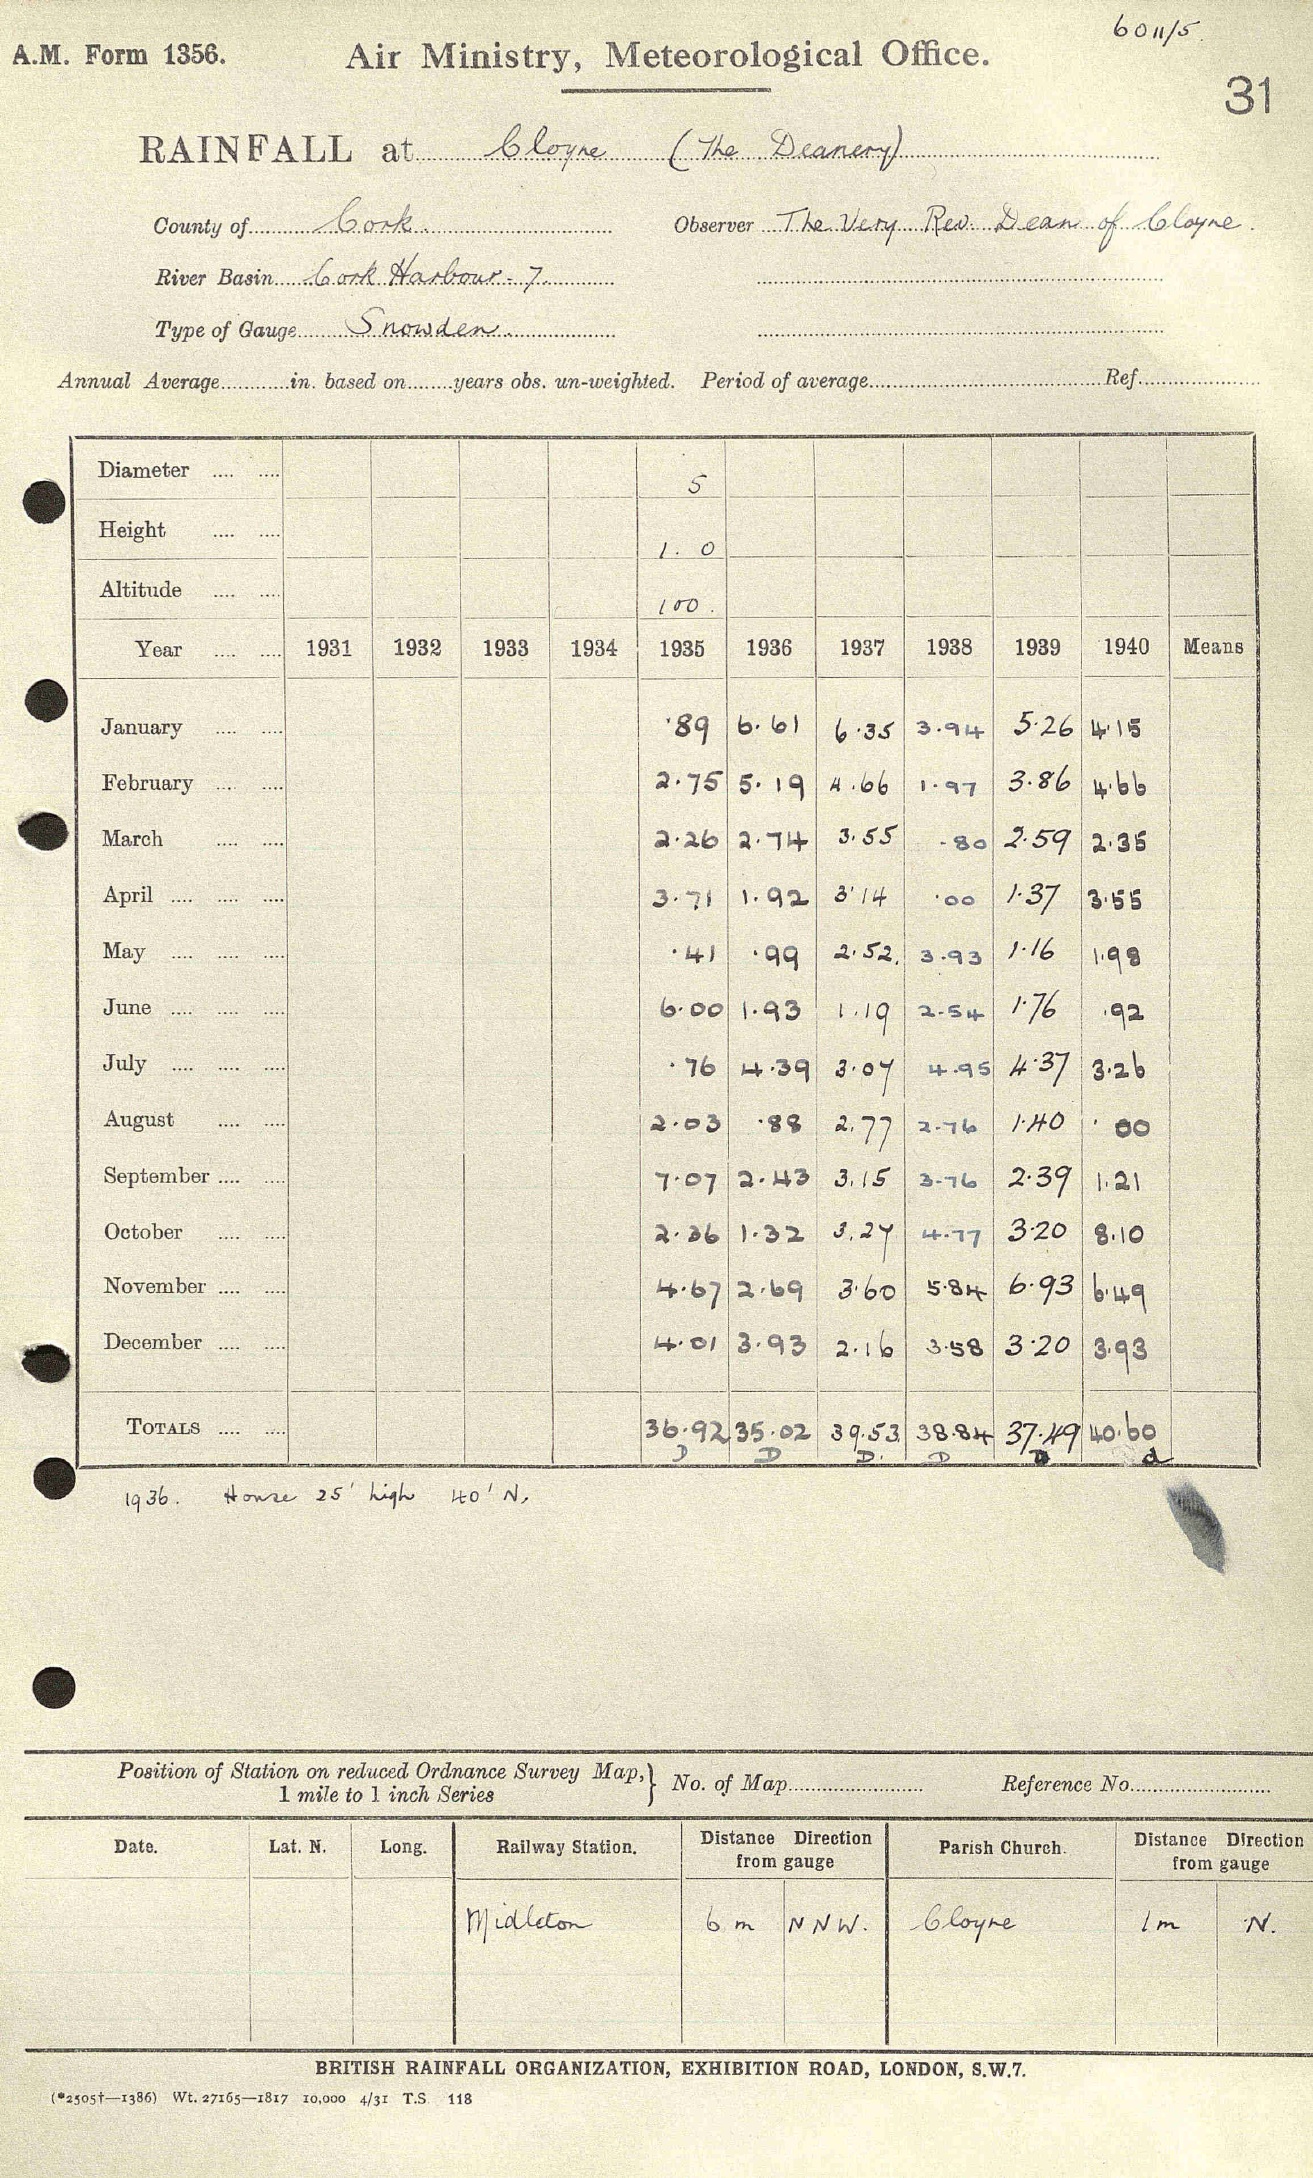 6011/5.
A.M. Form 1356. Air Ministry, Meteorological Office.
31
RAINFALL at Cloyne (The Deanery)
County of Cork. Observer The Very Rev. Dean of Cloyne.
River Basin Cork Harbour - 7.
Type of Gauge Snowden.
Annual Average in. based on years obs. un-weighted. Period of average Ref.
Diameter 5
Height 1. 0
Altitude 100.
Year 1931 1932 1933 1934 1935 1936 1937 1938 1939 1940 Means
January .89 6.61 6.35 3.94 5.26 4.15
February 2.75 5.19 4.66 1.97 3.86 4.66
March 2.26 2.74 3.55 .80 2.59 2.35
April 3.71 1.92 3.14 .00 1.37 3.55
May .41 .99 2.52. 3.93 1.16 1.98
June 6.00 1.93 1.19 2.54 1.76 .92
July .76 4.39 3.07 4.95 4.37 3.26
August 2.03 .88 2.77 2.76 1.40 .00
September 7.07 2.43 3.15 3.76 2.39 1.21
October 2.36 1.32 3.27 4.77 3.20 8.10
November 4.67 2.69 3.60 5.84 6.93 6.49
December 4.01 3.93 2.16 3.58 3.20 3.93
TOTALS 36.92 35.02 39.53 38.84 37.49 40.60
D D D. D D d
1936. House 25' high 40' N.
Position of Station on reduced Ordnance Survey Map, } No. of Map Reference No.
1 mile to 1 inch Series
Date. Lat. N. Long. Railway Station. Distance Direction from gauge Parish Church. Distance Direction from gauge
Midleton 6 m NNW. Cloyne 1 m N.
BRITISH RAINFALL ORGANIZATION, EXHIBITION ROAD, LONDON, S.W.7.
(*2505†—1386) Wt. 27165—1817 10,000 4/31 T.S 118